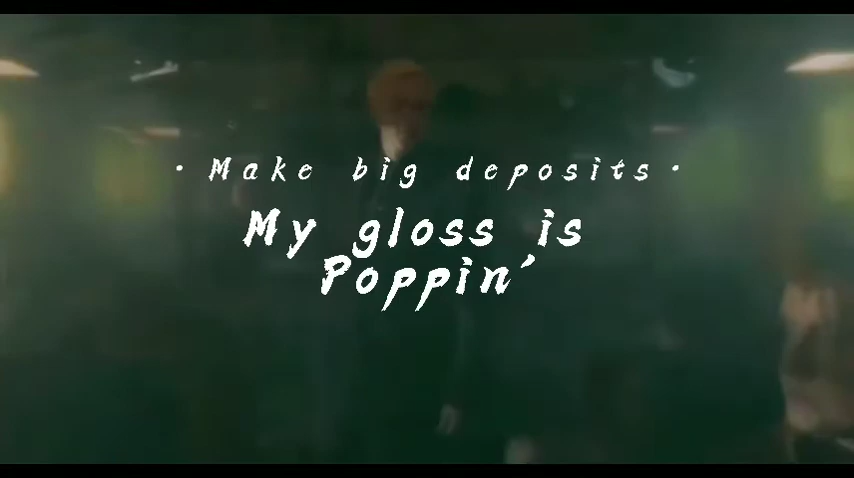 · Make big deposits ·
My gloss is
Poppin'